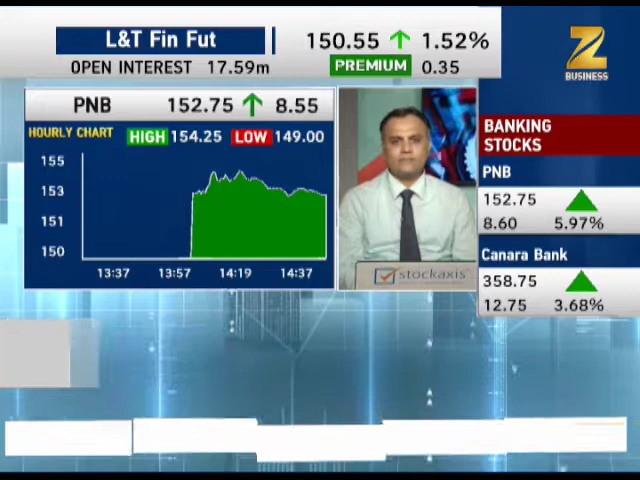 L&T Fin Fut
150.55 1.52%
OPEN INTEREST 17.59m
PREMIUM 0.35
Z
BUSINESS
PNB 152.75 8.55
HOURLY CHART HIGH 154.25 LOW 149.00
155
153
151
150
13:37 13:57 14:19 14:37
stockaxis
BANKING
STOCKS
PNB
152.75
8.60 5.97%
Canara Bank
358.75
12.75 3.68%